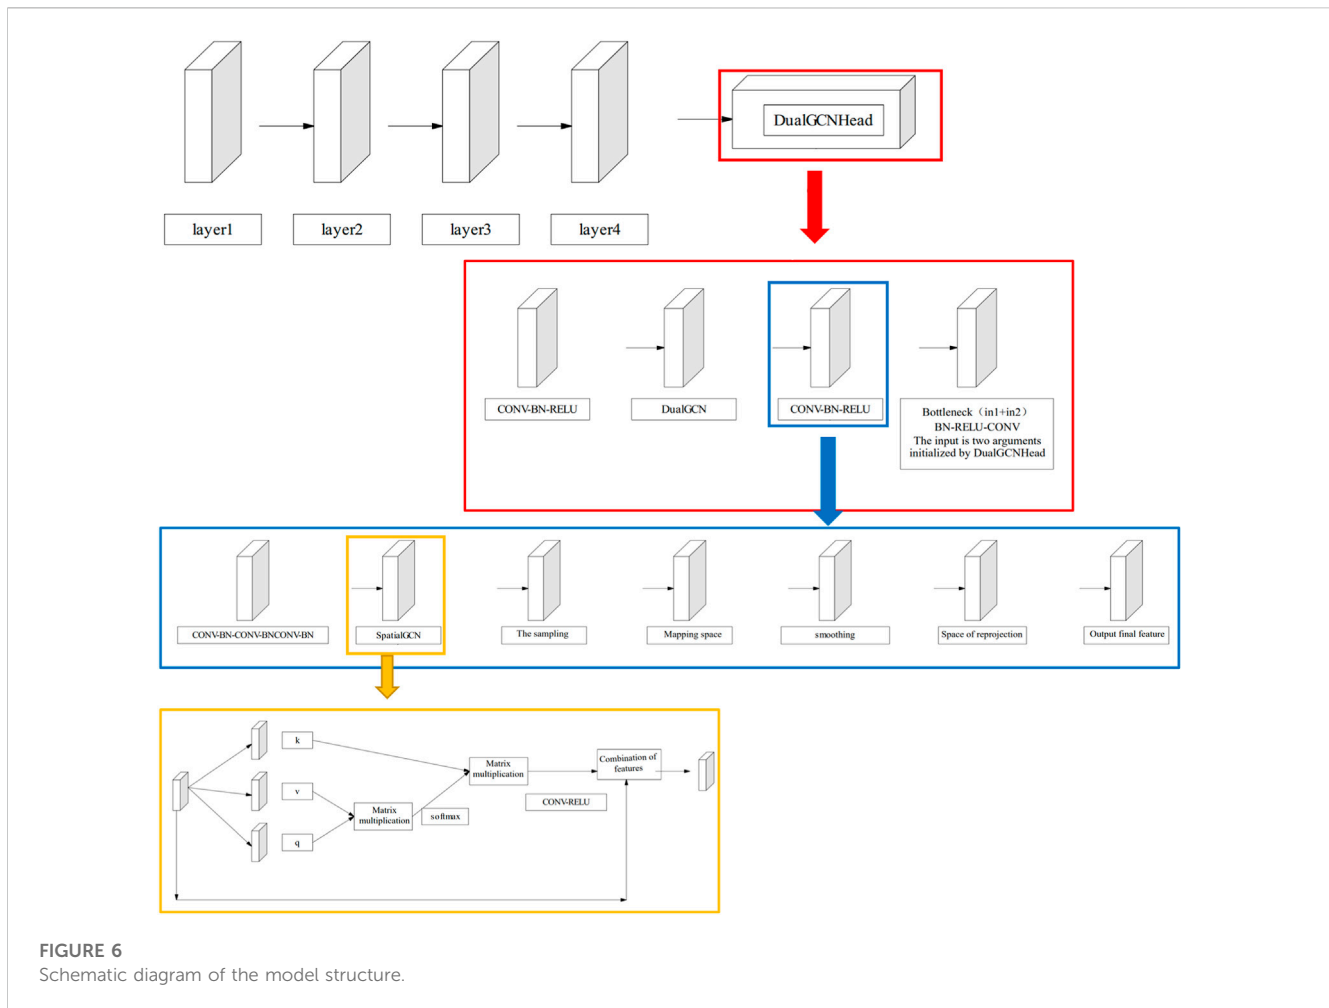 DualGCNHead
layer1
layer2
layer3
layer4
CONV-BN-RELU
DualGCN
CONV-BN-RELU
Bottleneck（in1+in2）
BN-RELU-CONV
The input is two arguments
initialized by DualGCNHead
CONV-BN-CONV-BNCONV-BN
SpatialGCN
The sampling
Mapping space
smoothing
Space of reprojection
Output final feature
k
v
q
Matrix
multiplication
softmax
Matrix
multiplication
CONV-RELU
Combination of
features
FIGURE 6
Schematic diagram of the model structure.